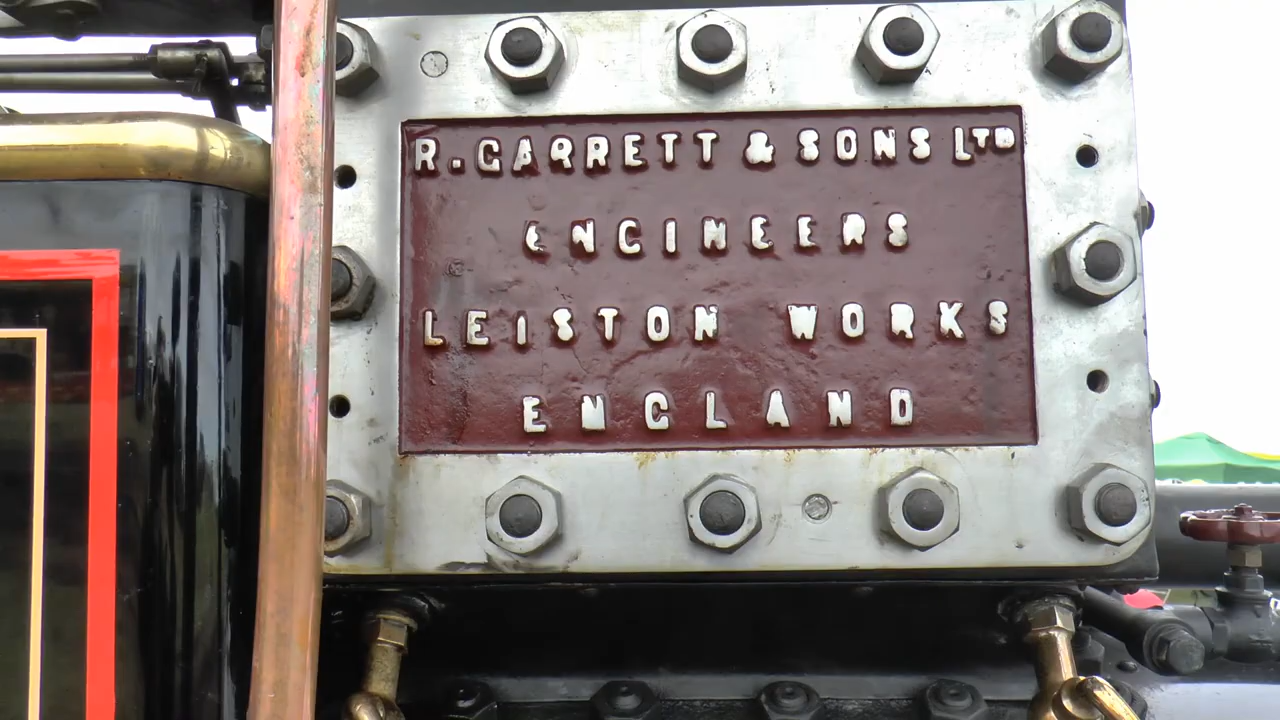 R. GARRETT & SONS LTD
ENGINEERS
LEISTON WORKS
ENGLAND